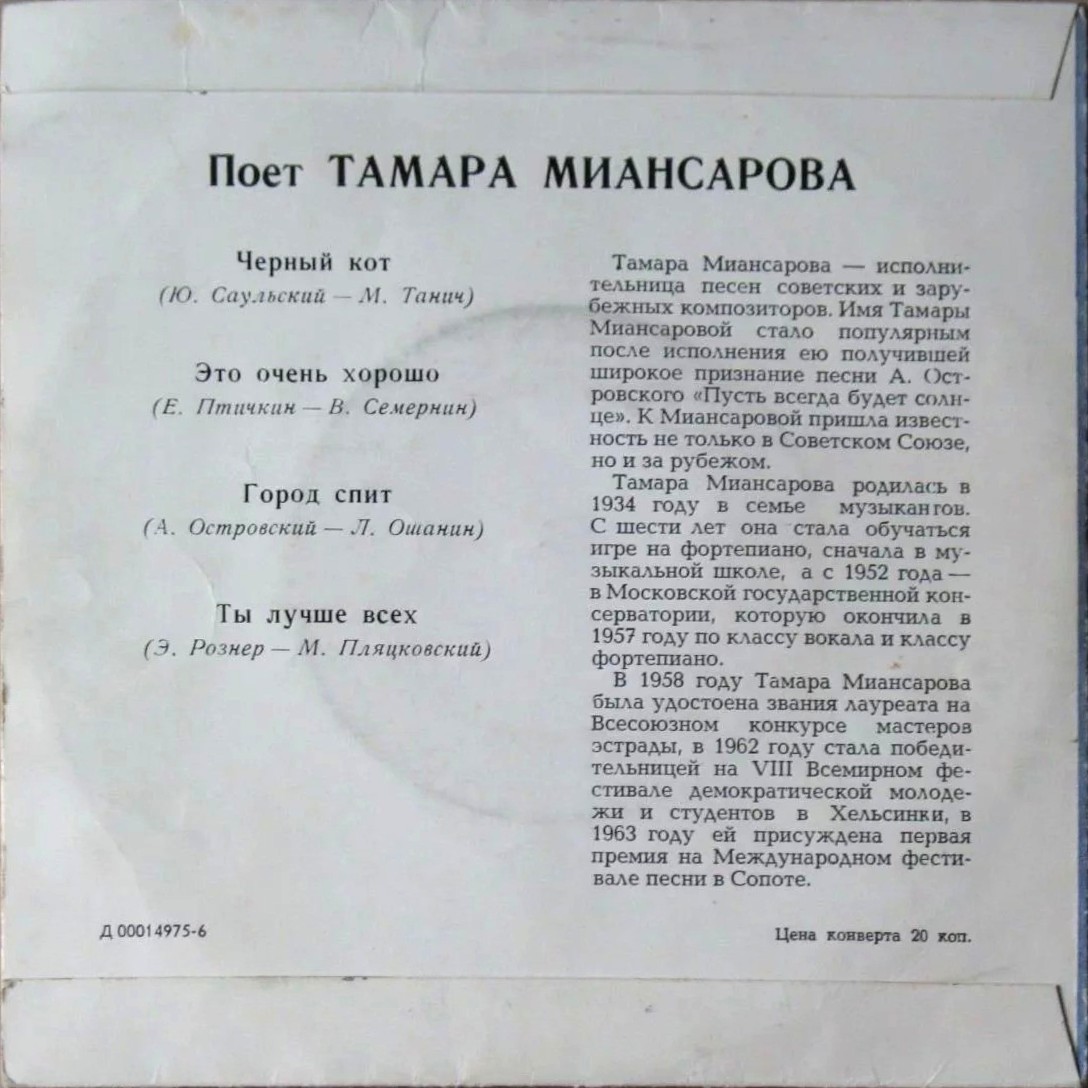 Поет ТАМАРА МИАНСАРОВА
Черный кот
(Ю. Саульский — М. Танич)
Это очень хорошо
(Е. Птичкин — В. Семернин)
Город спит
(А. Островский — Л. Ошанин)
Ты лучше всех
(Э. Рознер — М. Пляцковский)
Тамара Миансарова — исполни-
тельница песен советских и зару-
бежных композиторов. Имя Тамары
Миансаровой стало популярным
после исполнения ею получившей
широкое признание песни А. Ост-
ровского «Пусть всегда будет солн-
це». К Миансаровой пришла извест-
ность не только в Советском Союзе,
но и за рубежом.
Тамара Миансарова родилась в
1934 году в семье музыкантов.
С шести лет она стала обучаться
игре на фортепиано, сначала в му-
зыкальной школе, а с 1952 года —
в Московской государственной кон-
серватории, которую окончила в
1957 году по классу вокала и классу
фортепиано.
В 1958 году Тамара Миансарова
была удостоена звания лауреата на
Всесоюзном конкурсе мастеров
эстрады, в 1962 году стала победи-
тельницей на VIII Всемирном фе-
стивале демократической молоде-
жи и студентов в Хельсинки, в
1963 году ей присуждена первая
премия на Международном фести-
вале песни в Сопоте.
Д 00014975-6
Цена конверта 20 коп.